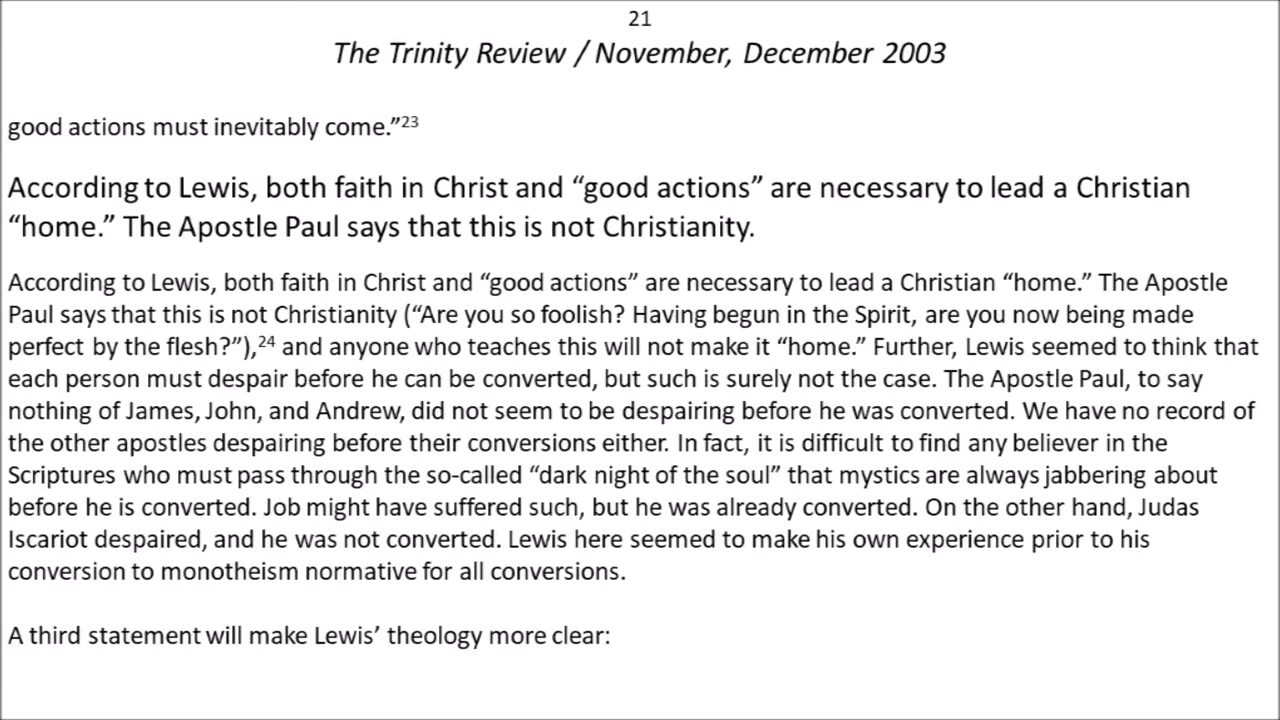 21
The Trinity Review / November, December 2003
good actions must inevitably come.”23
According to Lewis, both faith in Christ and “good actions” are necessary to lead a Christian
“home.” The Apostle Paul says that this is not Christianity.
According to Lewis, both faith in Christ and “good actions” are necessary to lead a Christian “home.” The Apostle
Paul says that this is not Christianity (“Are you so foolish? Having begun in the Spirit, are you now being made
perfect by the flesh?”),24 and anyone who teaches this will not make it “home.” Further, Lewis seemed to think that
each person must despair before he can be converted, but such is surely not the case. The Apostle Paul, to say
nothing of James, John, and Andrew, did not seem to be despairing before he was converted. We have no record of
the other apostles despairing before their conversions either. In fact, it is difficult to find any believer in the
Scriptures who must pass through the so-called “dark night of the soul” that mystics are always jabbering about
before he is converted. Job might have suffered such, but he was already converted. On the other hand, Judas
Iscariot despaired, and he was not converted. Lewis here seemed to make his own experience prior to his
conversion to monotheism normative for all conversions.
A third statement will make Lewis’ theology more clear: